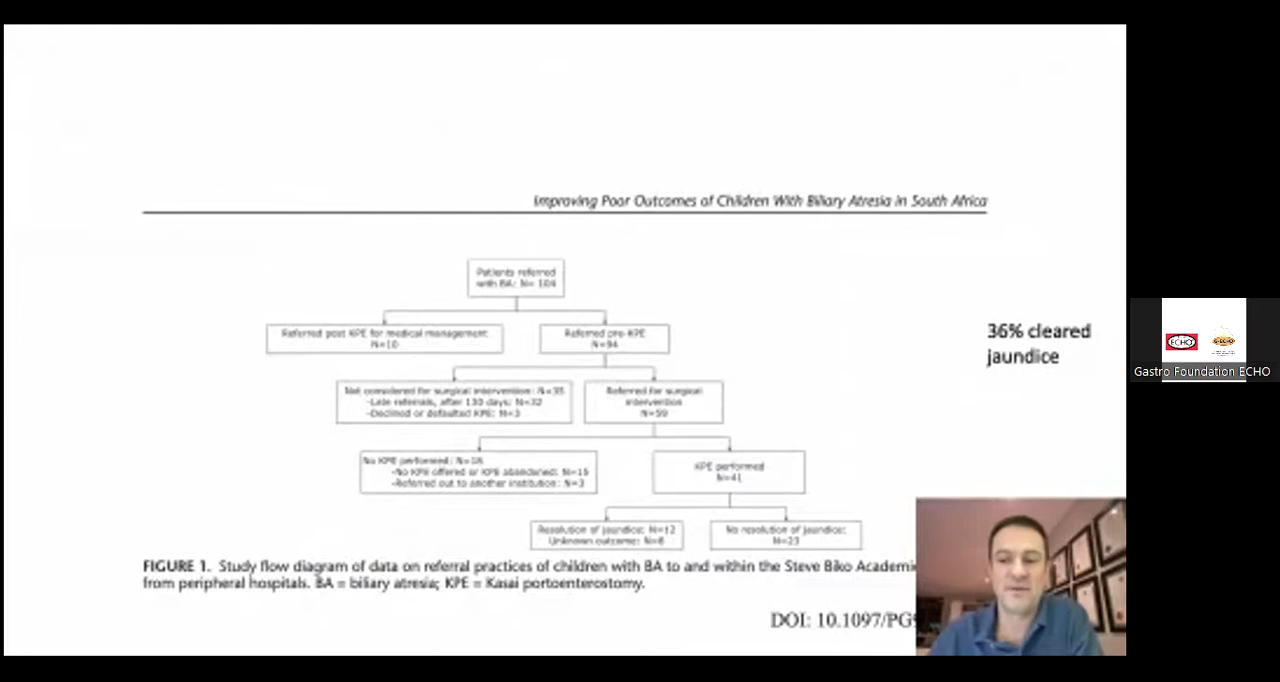 Improving Poor Outcomes of Children With Biliary Atresia in South Africa
Patients referred
with BA: N= 104
Referred post KPE for medical management:
N=10
Referred pre-KPE
N=94
Not considered for surgical intervention: N=35
-Late referrals, after 130 days: N=32
-Declined or defaulted KPE: N=3
Referred for surgical
intervention
N=59
No KPE performed: N=18
-No KPE offered or KPE abandoned: N=15
-Referred out to another institution: N=3
KPE performed
N=41
Resolution of jaundice: N=12
Unknown outcome: N=6
No resolution of jaundice:
N=23
36% cleared
jaundice
FIGURE 1. Study flow diagram of data on referral practices of children with BA to and within the Steve Biko Academi
from peripheral hospitals. BA = biliary atresia; KPE = Kasai portoenterostomy.
DOI: 10.1097/PG
ECHO
Gastro Foundation ECHO